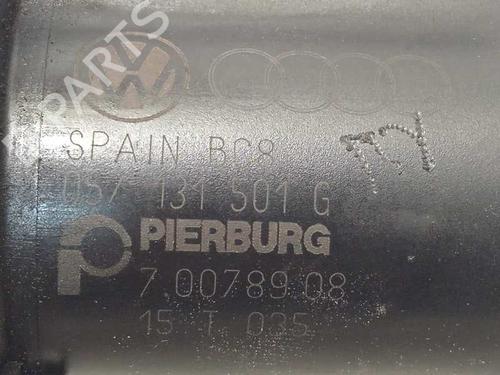 PARTS
SPAIN BC8
057 131 501 G
PIERBURG
7.00789.08
15 T 035